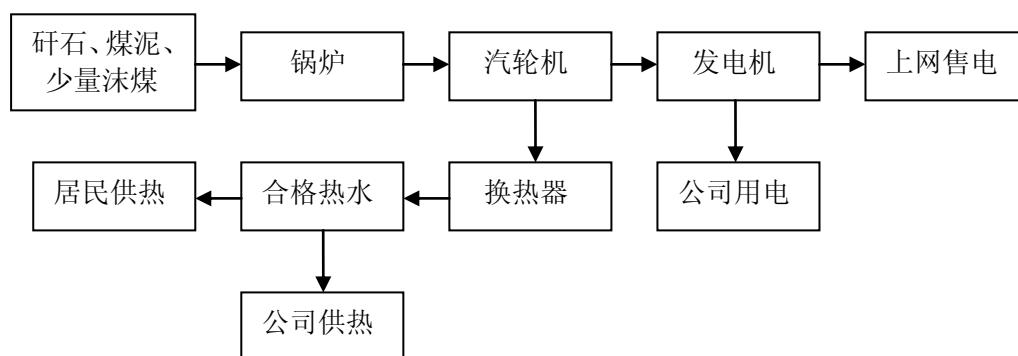 矸石、煤泥、
少量沫煤
锅炉
汽轮机
发电机
上网售电
居民供热
合格热水
换热器
公司用电
公司供热